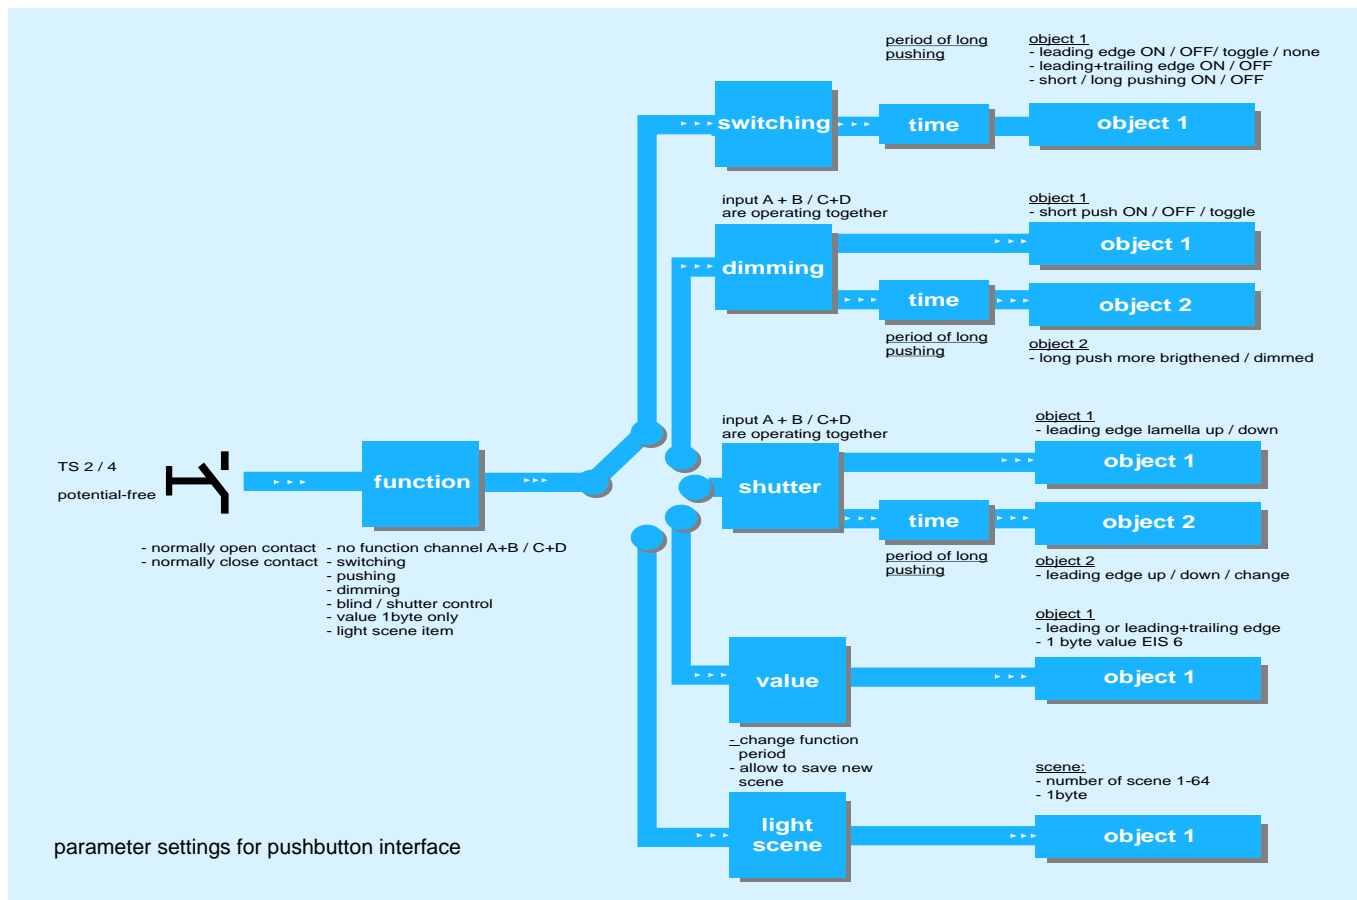 period of long
pushing
object 1
- leading edge ON / OFF/ toggle / none
- leading+trailing edge ON / OFF
- short / long pushing ON / OFF
switching
time
object 1
input A + B / C+D
are operating together
object 1
- short push ON / OFF / toggle
dimming
object 1
time
object 2
period of long
pushing
object 2
- long push more brigthened / dimmed
input A + B / C+D
are operating together
object 1
- leading edge lamella up / down
shutter
object 1
time
object 2
period of long
pushing
object 2
- leading edge up / down / change
TS 2 / 4
potential-free
function
- normally open contact
- normally close contact
- no function channel A+B / C+D
- switching
- pushing
- dimming
- blind / shutter control
- value 1byte only
- light scene item
object 1
- leading or leading+trailing edge
- 1 byte value EIS 6
value
object 1
- change function
period
- allow to save new
scene
scene:
- number of scene 1-64
- 1byte
light
scene
object 1
parameter settings for pushbutton interface